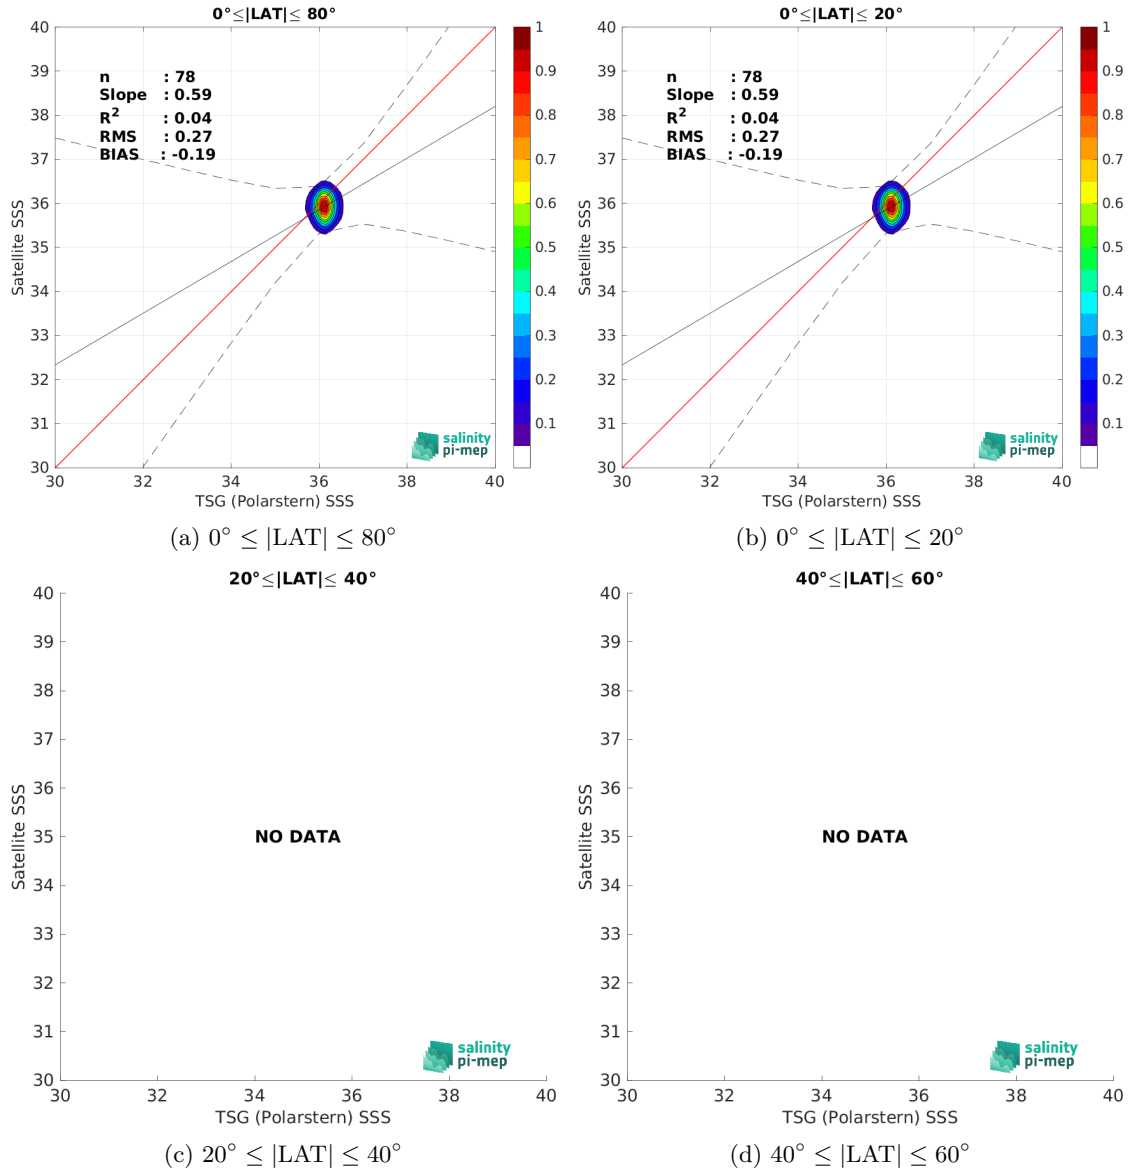 0°≤|LAT|≤ 80°
40
39
38
37
36
35
34
33
32
31
30
Satellite SSS
n : 78
Slope : 0.59
R² : 0.04
RMS : 0.27
BIAS : -0.19
salinity
pi-mep
30 32 34 36 38 40
TSG (Polarstern) SSS
1
0.9
0.8
0.7
0.6
0.5
0.4
0.3
0.2
0.1
(a) 0° ≤ |LAT| ≤ 80°
0°≤|LAT|≤ 20°
40
39
38
37
36
35
34
33
32
31
30
Satellite SSS
n : 78
Slope : 0.59
R² : 0.04
RMS : 0.27
BIAS : -0.19
salinity
pi-mep
30 32 34 36 38 40
TSG (Polarstern) SSS
1
0.9
0.8
0.7
0.6
0.5
0.4
0.3
0.2
0.1
(b) 0° ≤ |LAT| ≤ 20°
20°≤|LAT|≤ 40°
40
39
38
37
36
35
34
33
32
31
30
Satellite SSS
NO DATA
salinity
pi-mep
30 32 34 36 38 40
TSG (Polarstern) SSS
(c) 20° ≤ |LAT| ≤ 40°
40°≤|LAT|≤ 60°
40
39
38
37
36
35
34
33
32
31
30
Satellite SSS
NO DATA
salinity
pi-mep
30 32 34 36 38 40
TSG (Polarstern) SSS
(d) 40° ≤ |LAT| ≤ 60°